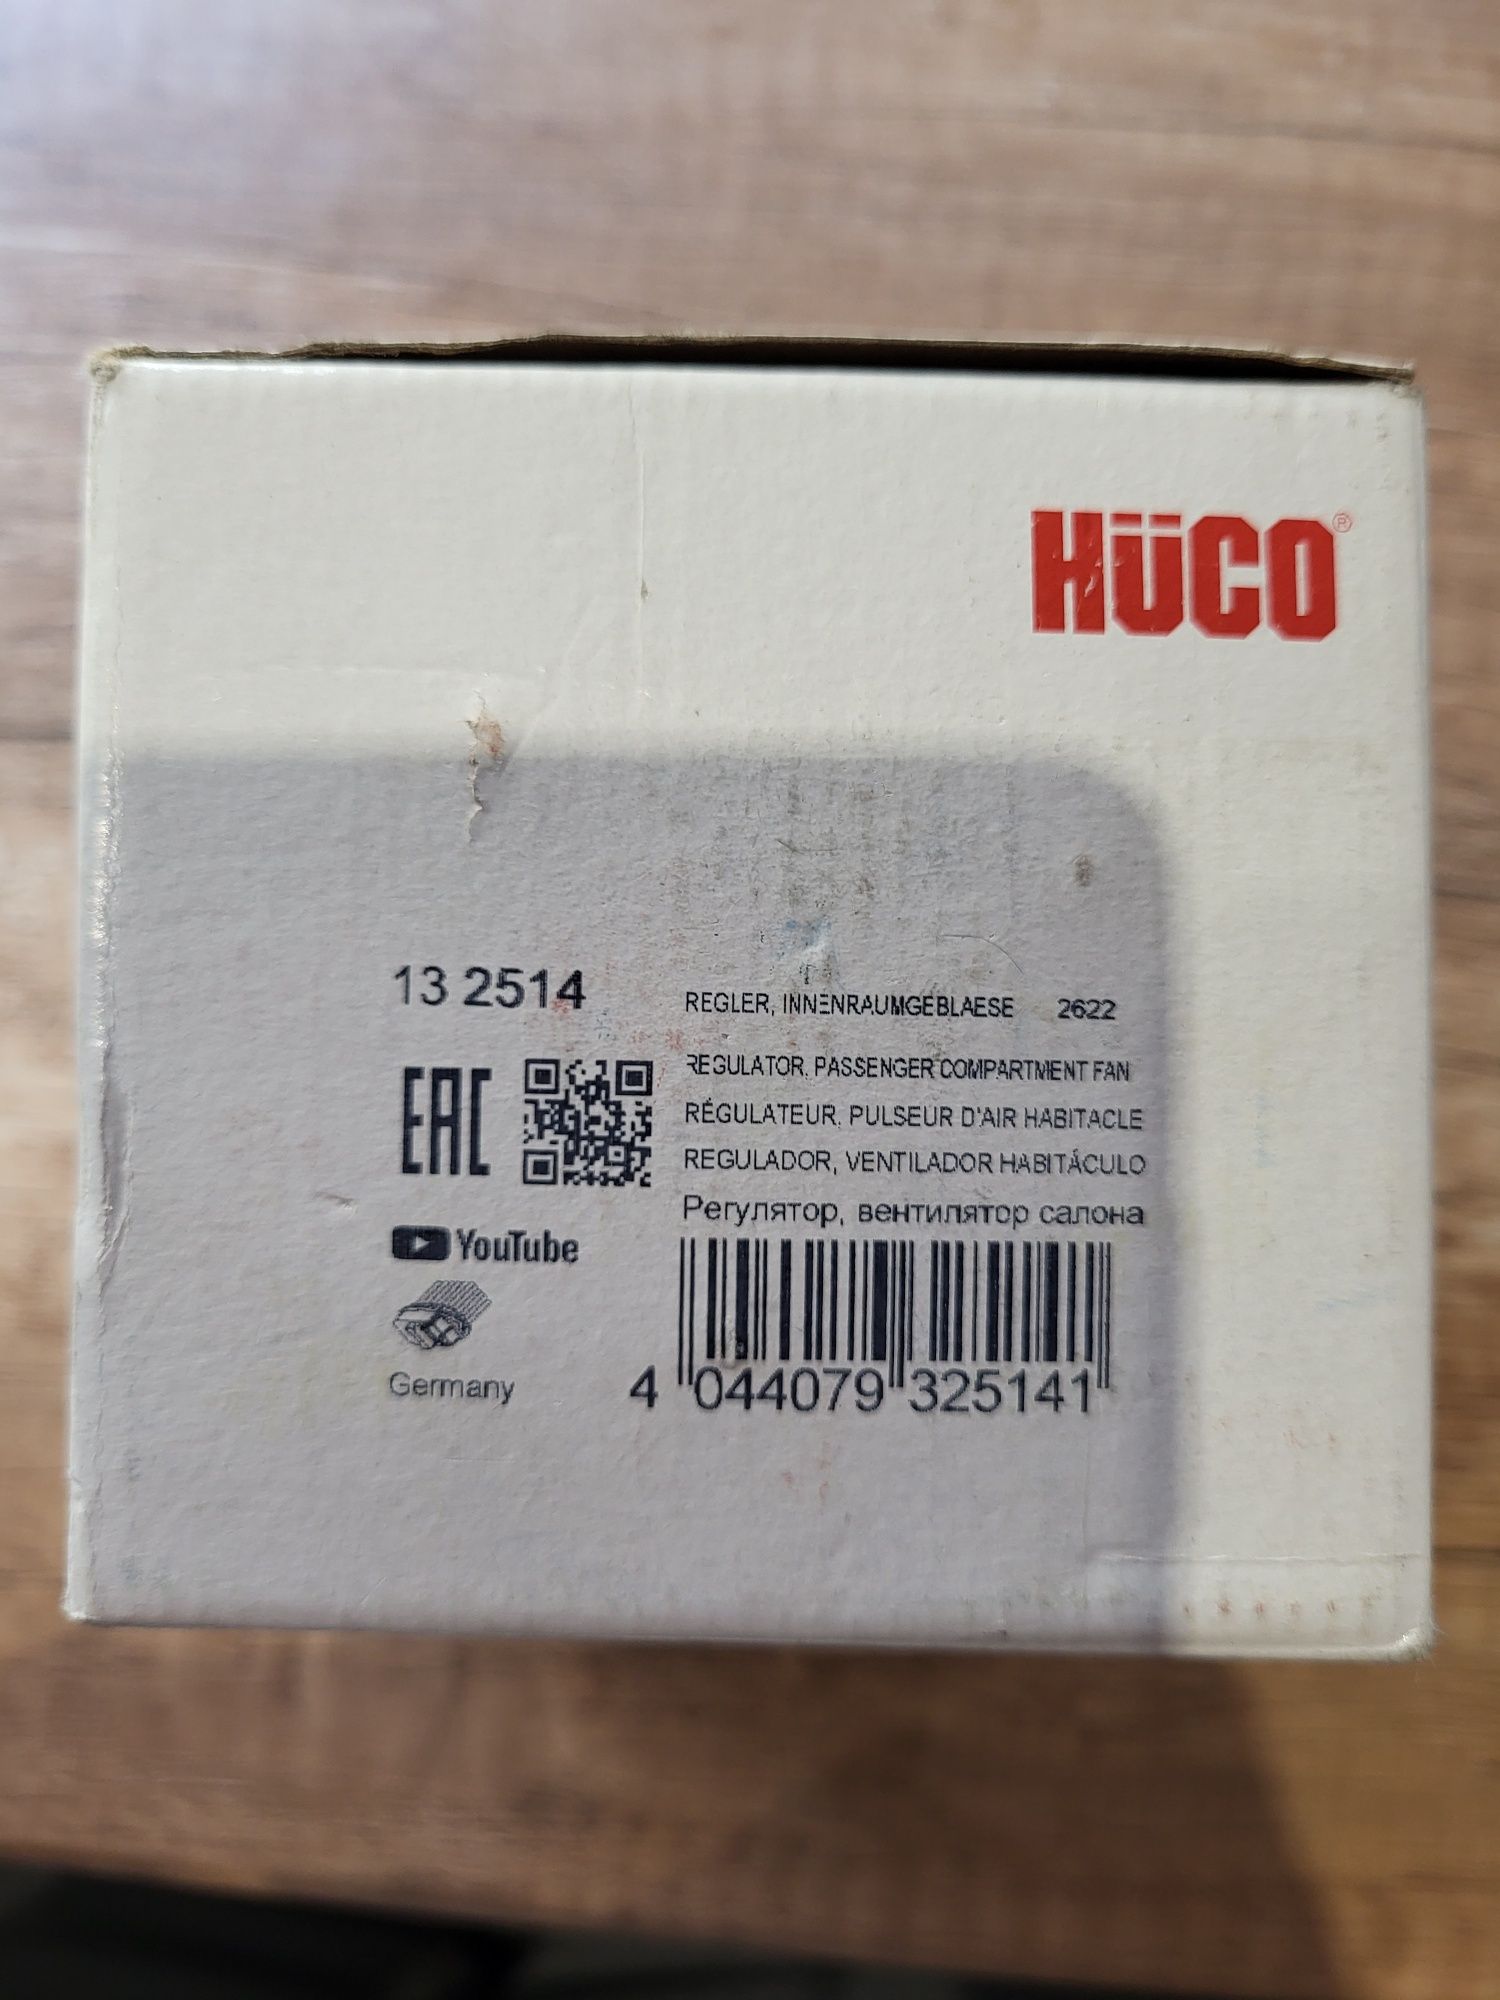 HÜCO®
13 2514
REGLER, INNENRAUMGEBLAESE 2622
REGULATOR, PASSENGER COMPARTMENT FAN
RÉGULATEUR, PULSEUR D'AIR HABITACLE
REGULADOR, VENTILADOR HABITÁCULO
Регулятор, вентилятор салона
EAC
YouTube
Germany
4 044079 325141